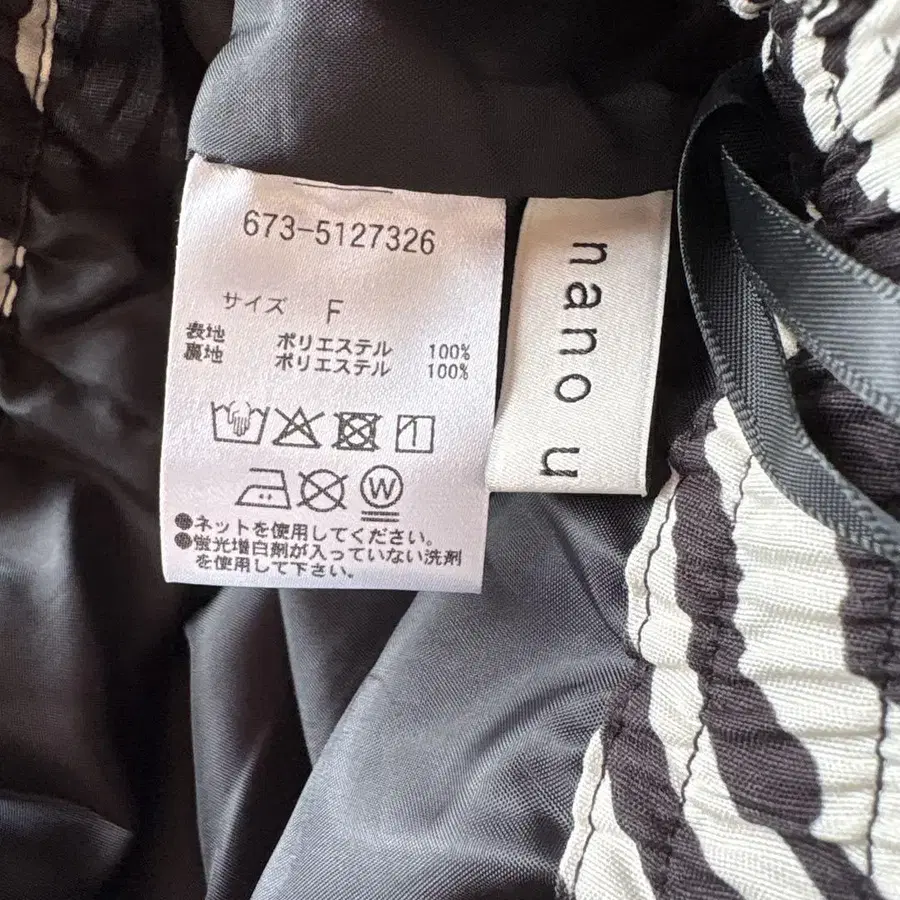 673-5127326
サイズ F
表地 ポリエステル 100%
裏地 ポリエステル 100%
W
●ネットを使用してください。
●蛍光増白剤が入っていない洗剤
を使用して下さい。
nano u